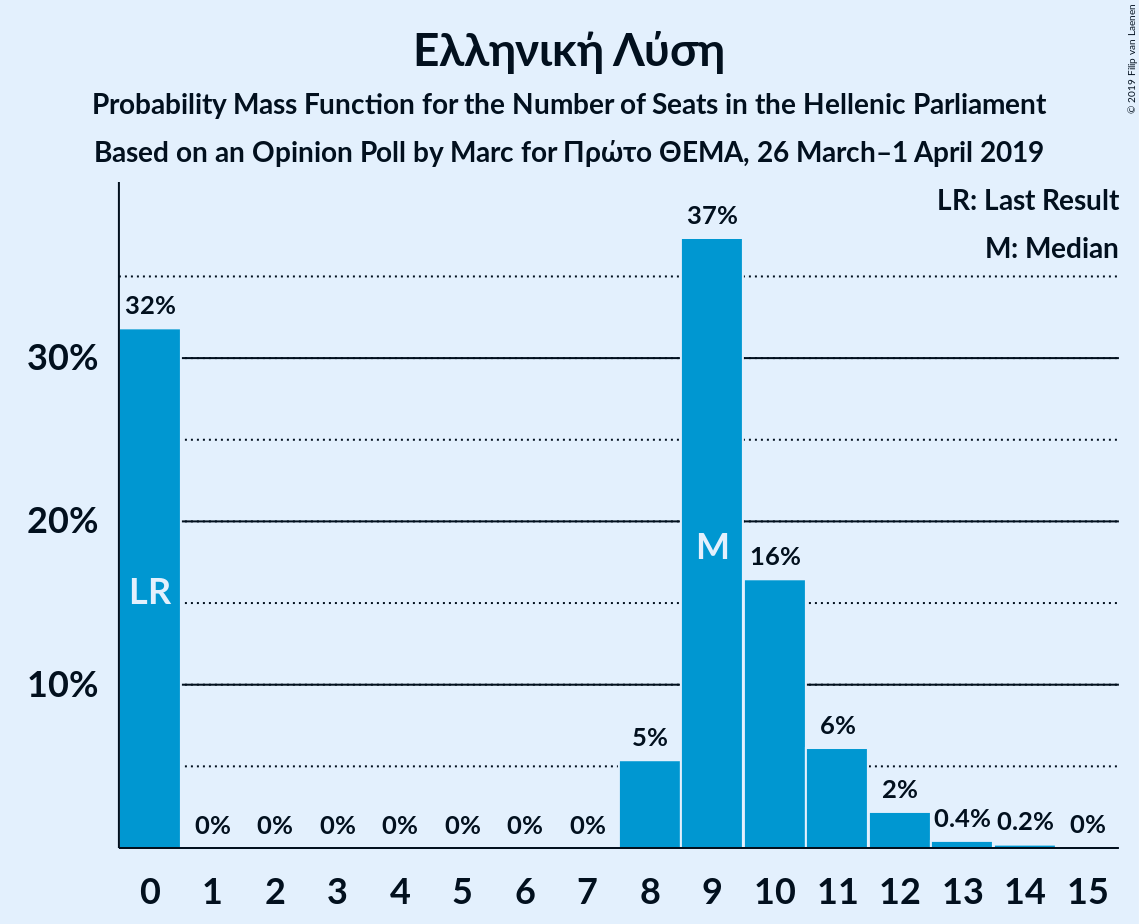 Ελληνική Λύση
Probability Mass Function for the Number of Seats in the Hellenic Parliament
Based on an Opinion Poll by Marc for Πρώτο ΘΕΜΑ, 26 March–1 April 2019
© 2019 Filip van Laenen
LR: Last Result
M: Median
37%
32%
30%
20%
16%
M
LR
10%
6%
5%
2%
0% 0% 0% 0% 0% 0% 0% 0.4% 0.2% 0%
0 1 2 3 4 5 6 7 8 9 10 11 12 13 14 15